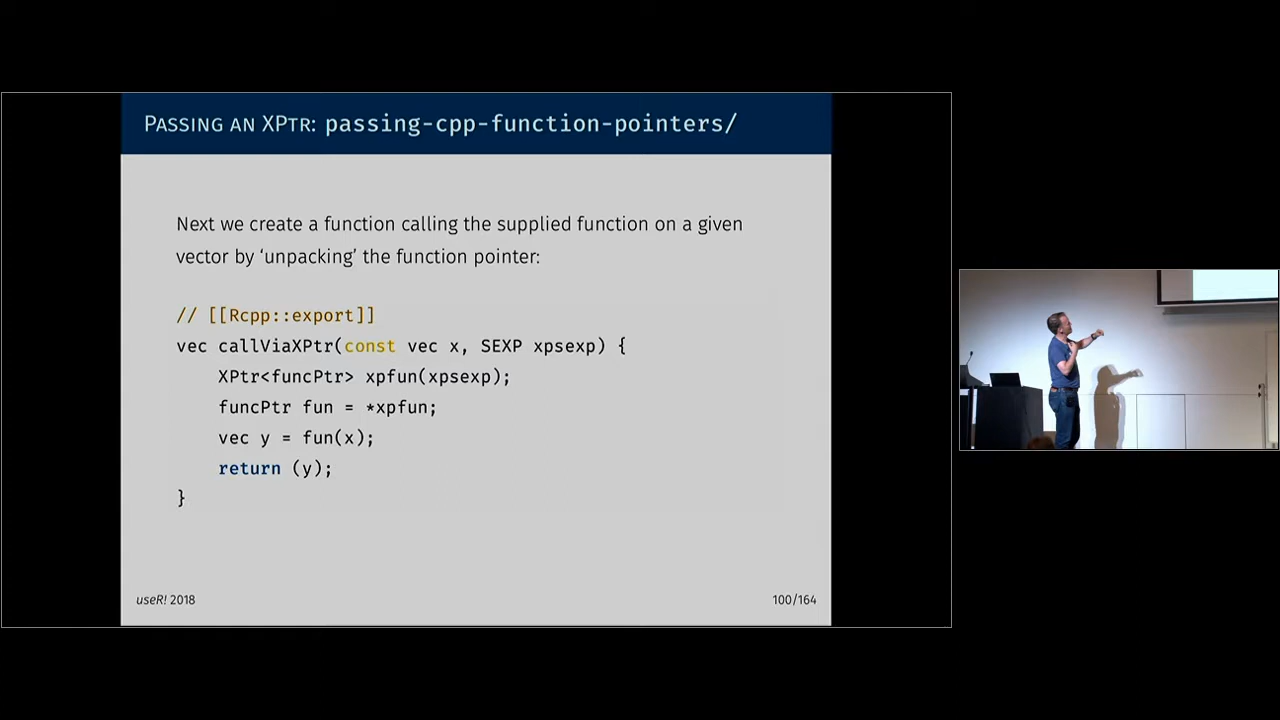 PASSING AN XPTR: passing-cpp-function-pointers/
Next we create a function calling the supplied function on a given
vector by ‘unpacking’ the function pointer:
// [[Rcpp::export]]
vec callViaXPtr(const vec x, SEXP xpsexp) {
    XPtr<funcPtr> xpfun(xpsexp);
    funcPtr fun = *xpfun;
    vec y = fun(x);
    return (y);
}
useR! 2018
100/164